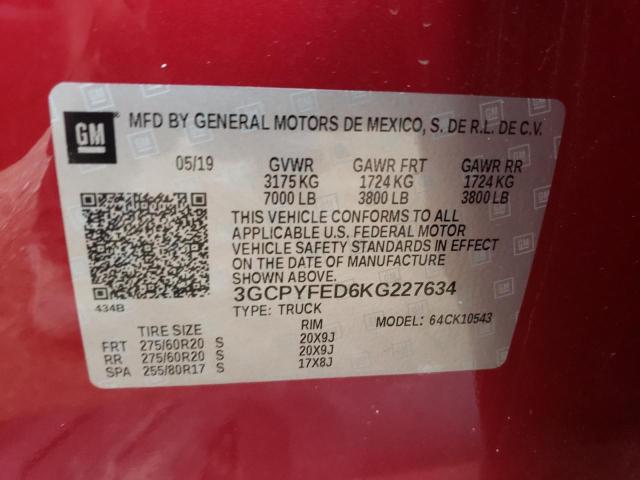 GM
MFD BY GENERAL MOTORS DE MEXICO, S. DE R.L. DE C.V.
05/19 GVWR GAWR FRT GAWR RR
3175 KG 1724 KG 1724 KG
7000 LB 3800 LB 3800 LB
THIS VEHICLE CONFORMS TO ALL
APPLICABLE U.S. FEDERAL MOTOR
VEHICLE SAFETY STANDARDS IN EFFECT
ON THE DATE OF MANUFACTURE
SHOWN ABOVE.
434B 3GCPYFED6KG227634
TYPE: TRUCK MODEL: 64CK10543
TIRE SIZE RIM
FRT 275/60R20 S 20X9J
RR 275/60R20 S 20X9J
SPA 255/80R17 S 17X8J